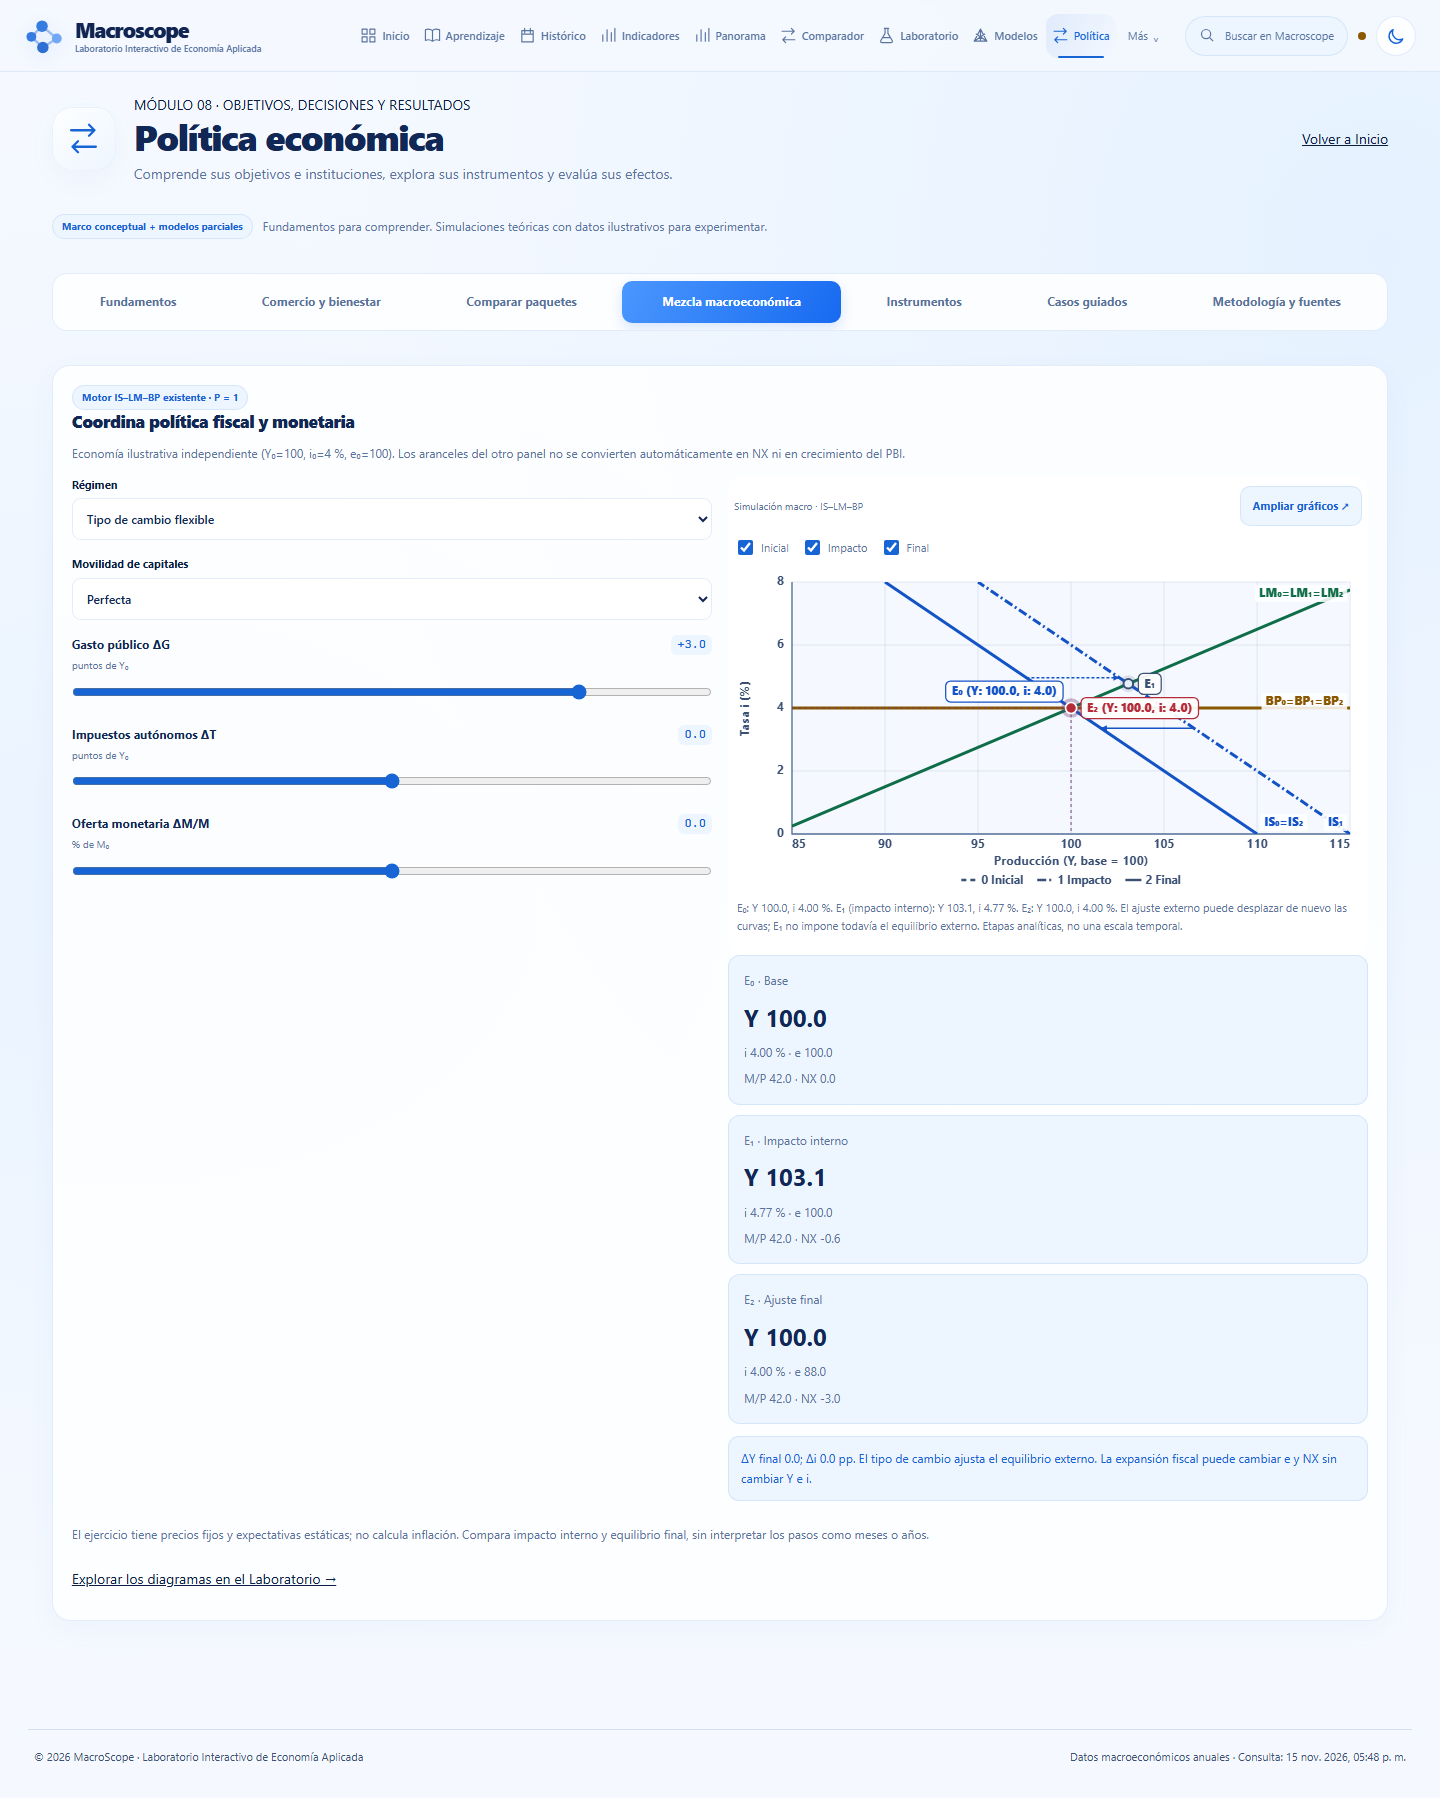 Macroscope
Laboratorio Interactivo de Economía Aplicada
Inicio
Aprendizaje
Histórico
Indicadores
Panorama
Comparador
Laboratorio
Modelos
Política
Más
Buscar en Macroscope
MÓDULO 08 · OBJETIVOS, DECISIONES Y RESULTADOS
Política económica
Comprende sus objetivos e instituciones, explora sus instrumentos y evalúa sus efectos.
Volver a Inicio
Marco conceptual + modelos parciales
Fundamentos para comprender. Simulaciones teóricas con datos ilustrativos para experimentar.
Fundamentos
Comercio y bienestar
Comparar paquetes
Mezcla macroeconómica
Instrumentos
Casos guiados
Metodología y fuentes
Motor IS–LM–BP existente · P = 1
Coordina política fiscal y monetaria
Economía ilustrativa independiente (Y₀=100, i₀=4 %, e₀=100). Los aranceles del otro panel no se convierten automáticamente en NX ni en crecimiento del PBI.
Régimen
Tipo de cambio flexible
Movilidad de capitales
Perfecta
Gasto público ΔG
+3.0
puntos de Y₀
Impuestos autónomos ΔT
0.0
puntos de Y₀
Oferta monetaria ΔM/M
0.0
% de M₀
Simulación macro · IS–LM–BP
Ampliar gráficos ↗
Inicial
Impacto
Final
8
6
4
2
0
Tasa i (%)
LM₀=LM₁=LM₂
BP₀=BP₁=BP₂
IS₀=IS₂
IS₁
E₀ (Y: 100.0, i: 4.0)
E₁
E₂ (Y: 100.0, i: 4.0)
85
90
95
100
105
110
115
Producción (Y, base = 100)
0 Inicial
1 Impacto
2 Final
E₀: Y 100.0, i 4.00 %. E₁ (impacto interno): Y 103.1, i 4.77 %. E₂: Y 100.0, i 4.00 %. El ajuste externo puede desplazar de nuevo las
curvas; E₁ no impone todavía el equilibrio externo. Etapas analíticas, no una escala temporal.
E₀ · Base
Y 100.0
i 4.00 % · e 100.0
M/P 42.0 · NX 0.0
E₁ · Impacto interno
Y 103.1
i 4.77 % · e 100.0
M/P 42.0 · NX -0.6
E₂ · Ajuste final
Y 100.0
i 4.00 % · e 88.0
M/P 42.0 · NX -3.0
ΔY final 0.0; Δi 0.0 pp. El tipo de cambio ajusta el equilibrio externo. La expansión fiscal puede cambiar e y NX sin
cambiar Y e i.
El ejercicio tiene precios fijos y expectativas estáticas; no calcula inflación. Compara impacto interno y equilibrio final, sin interpretar los pasos como meses o años.
Explorar los diagramas en el Laboratorio →
© 2026 MacroScope · Laboratorio Interactivo de Economía Aplicada
Datos macroeconómicos anuales · Consulta: 15 nov. 2026, 05:48 p. m.